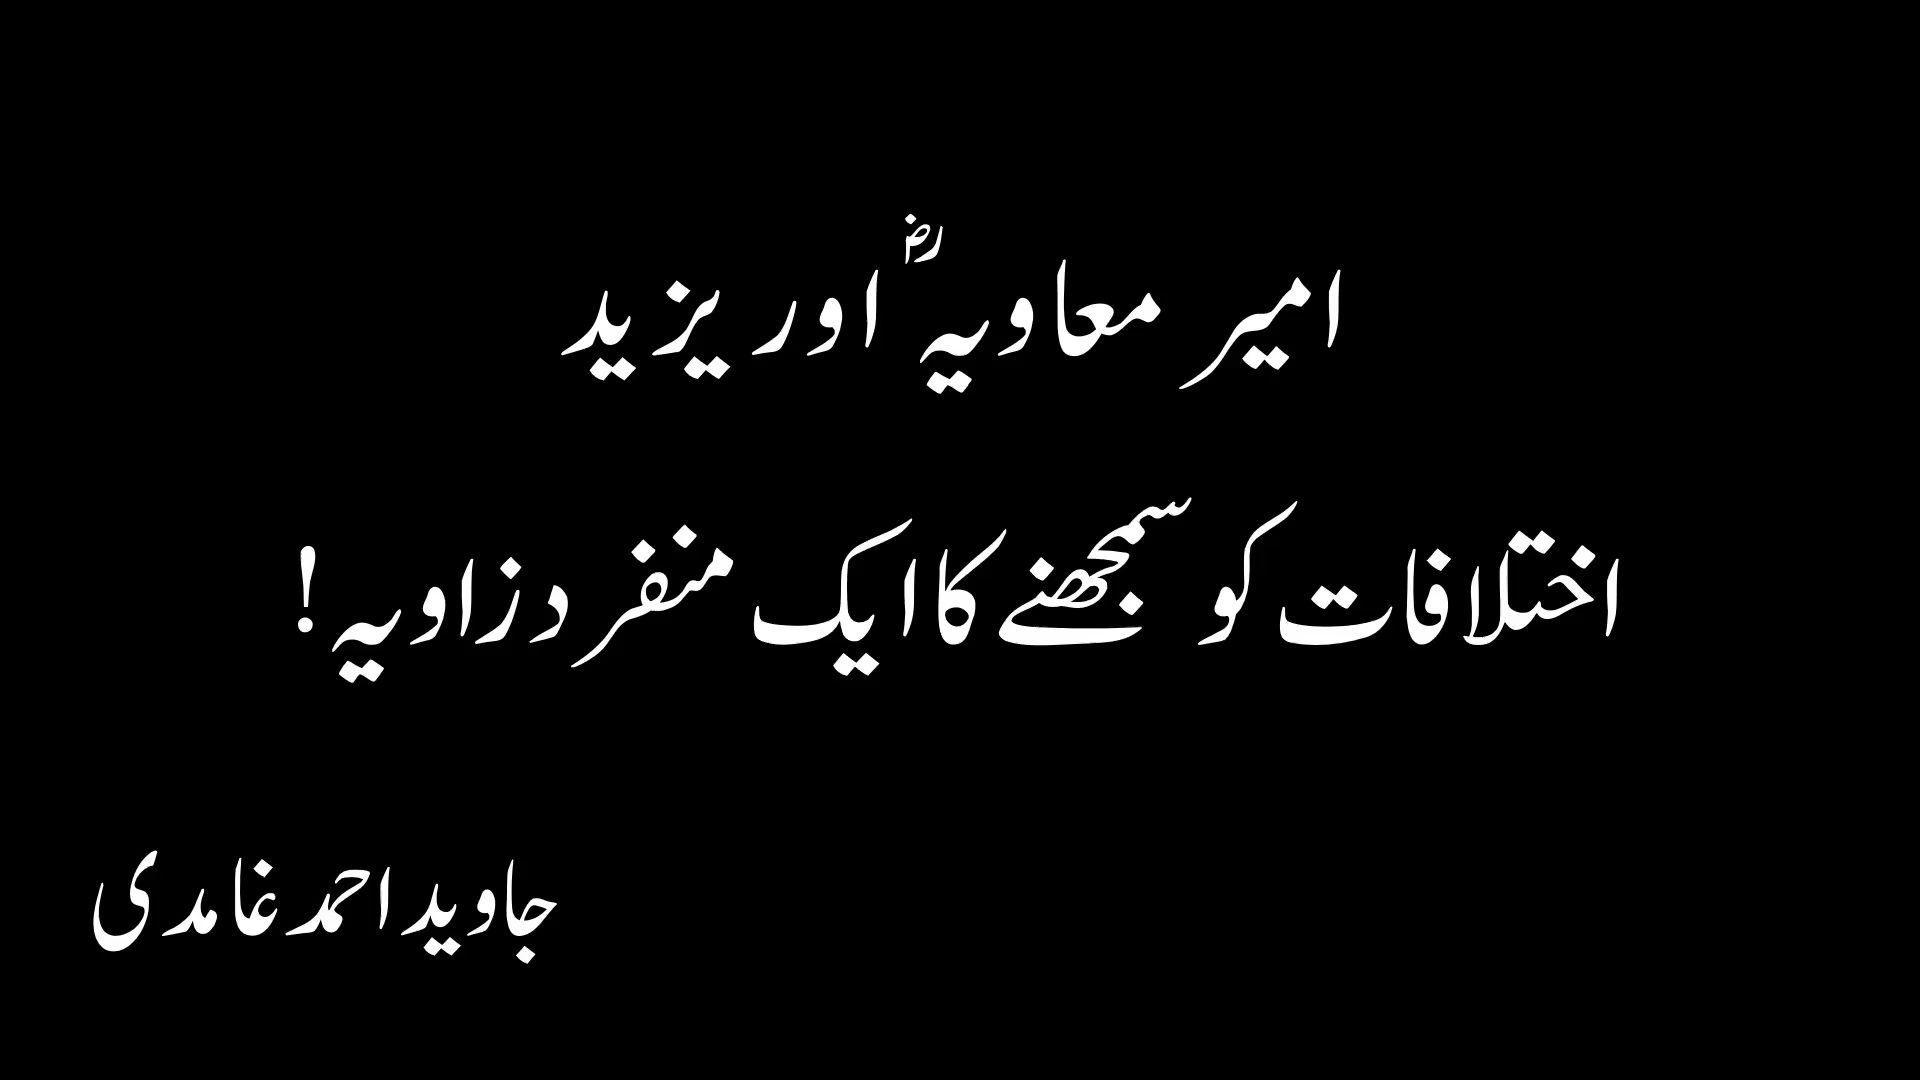 امیر معاویہؓ اور یزید
اختلافات کو سمجھنے کا ایک منفرد زاویہ!
جاوید احمد غامدی